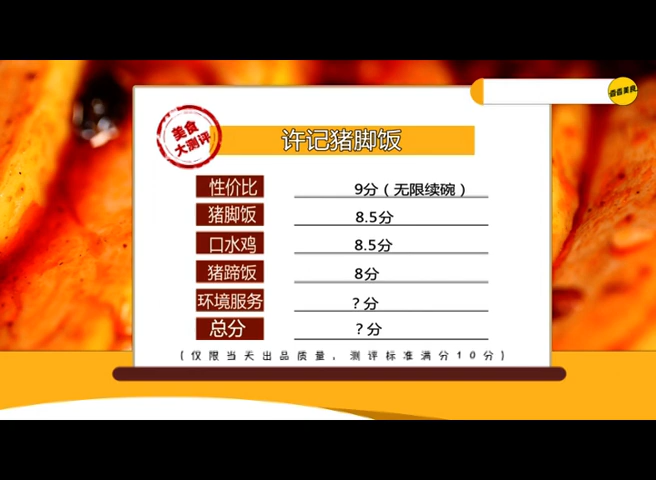 美食
大测评
许记猪脚饭
性价比 9分（无限续碗）
猪脚饭 8.5分
口水鸡 8.5分
猪蹄饭 8分
环境服务 ？分
总分 ？分
(仅限当天出品质量，测评标准满分10分)